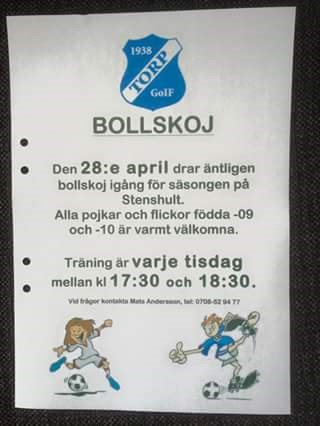 1938
TORP
GoIF
BOLLSKOJ
Den 28:e april drar äntligen
bollskoj igång för säsongen på
Stenshult.
Alla pojkar och flickor födda -09
och -10 är varmt välkomna.
Träning är varje tisdag
mellan kl 17:30 och 18:30.
Vid frågor kontakta Mats Andersson, tel: 0708-52 94 77